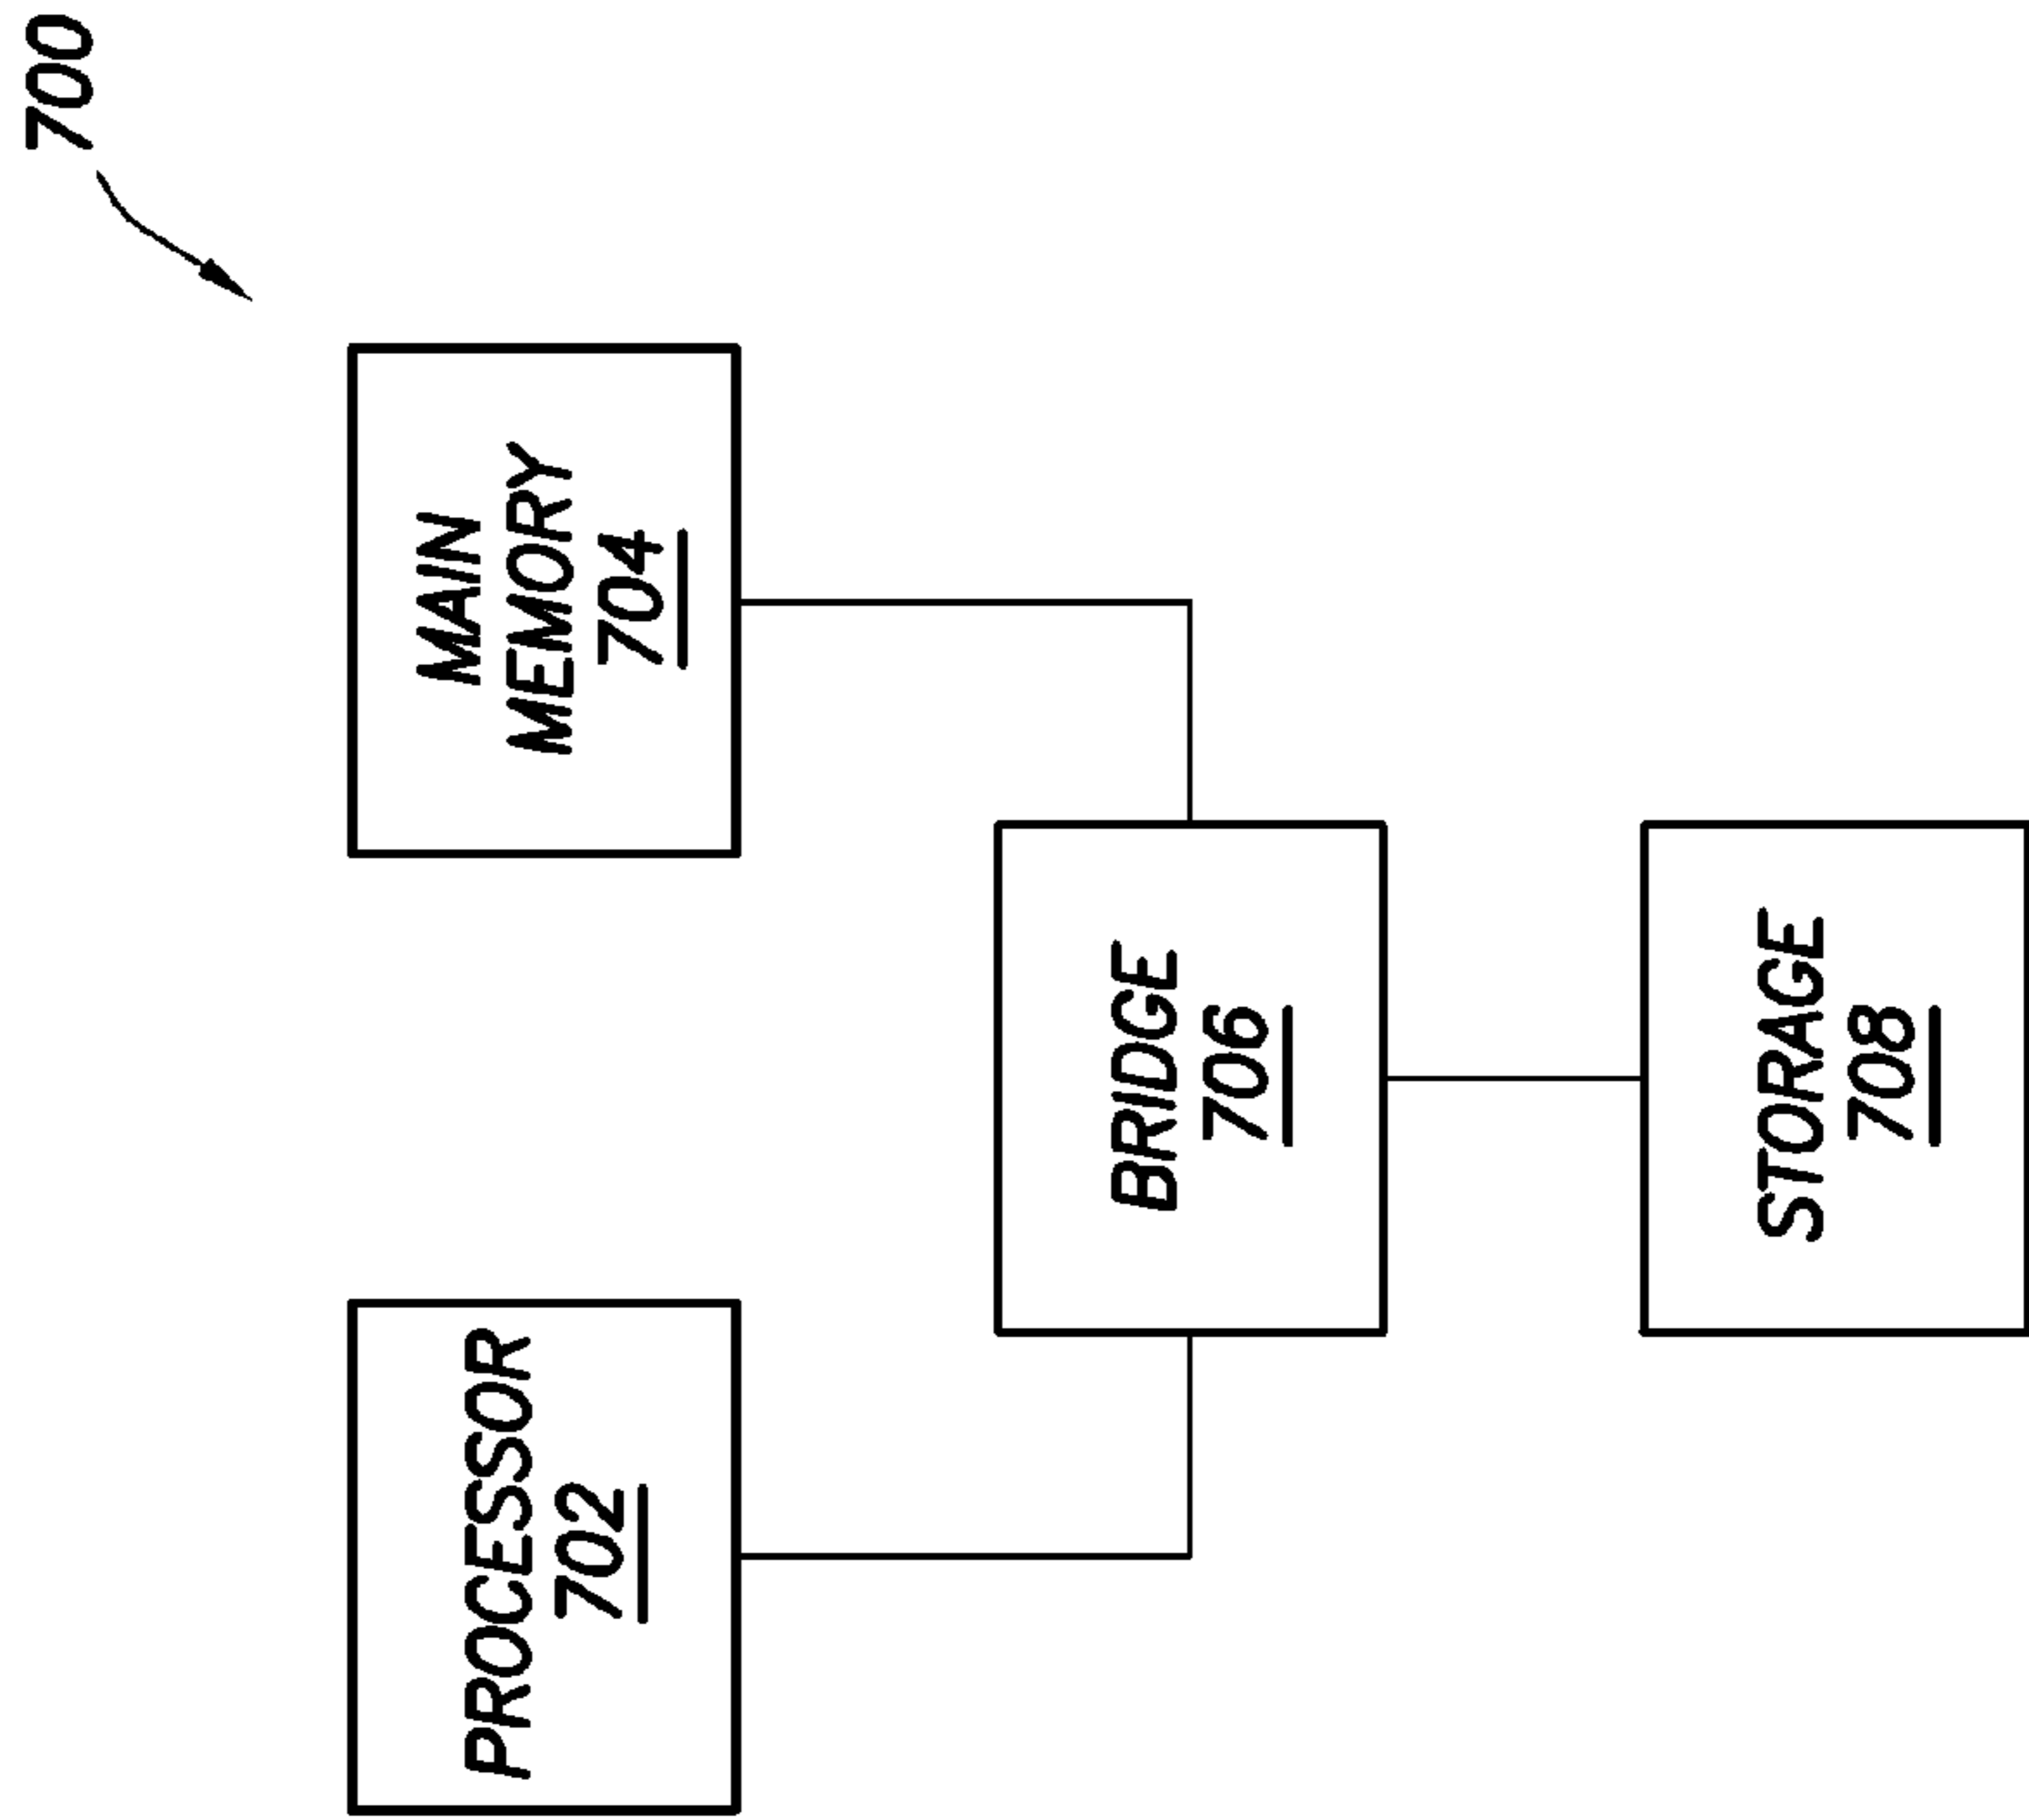 700
PROCESSOR
702
MAIN
MEMORY
704
BRIDGE
706
STORAGE
708